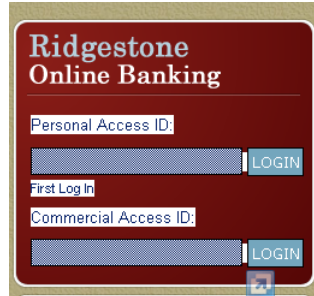 Ridgestone
Online Banking
Personal Access ID:
LOGIN
First Log In
Commercial Access ID:
LOGIN